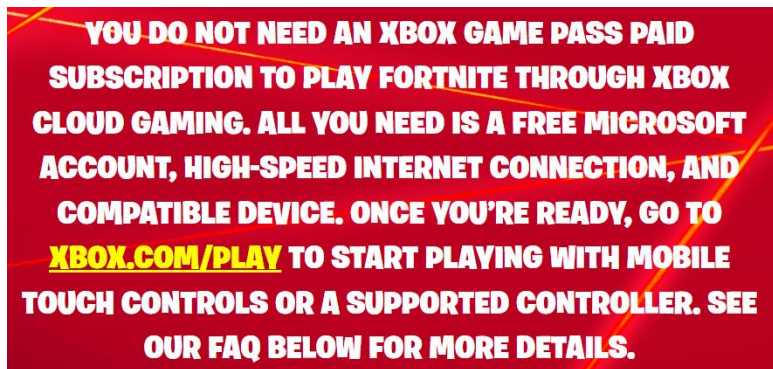 YOU DO NOT NEED AN XBOX GAME PASS PAID
SUBSCRIPTION TO PLAY FORTNITE THROUGH XBOX
CLOUD GAMING. ALL YOU NEED IS A FREE MICROSOFT
ACCOUNT, HIGH-SPEED INTERNET CONNECTION, AND
COMPATIBLE DEVICE. ONCE YOU’RE READY, GO TO
XBOX.COM/PLAY TO START PLAYING WITH MOBILE
TOUCH CONTROLS OR A SUPPORTED CONTROLLER. SEE
OUR FAQ BELOW FOR MORE DETAILS.